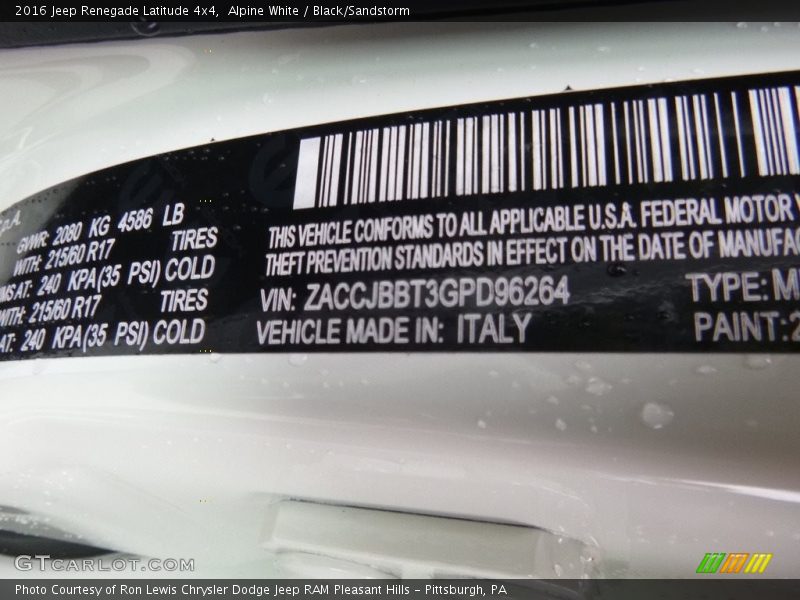 2016 Jeep Renegade Latitude 4x4,  Alpine White / Black/Sandstorm
GVWR: 2080 KG 4586 LB
WITH: 215/60 R17 TIRES
AT: 240 KPA(35 PSI) COLD
WITH: 215/60 R17 TIRES
AT: 240 KPA(35 PSI) COLD
THIS VEHICLE CONFORMS TO ALL APPLICABLE U.S.A. FEDERAL MOTOR
THEFT PREVENTION STANDARDS IN EFFECT ON THE DATE OF MANUFAC
VIN: ZACCJBBT3GPD96264
TYPE:
VEHICLE MADE IN: ITALY
PAINT:
GTCARLOT.COM
Photo Courtesy of Ron Lewis Chrysler Dodge Jeep RAM Pleasant Hills – Pittsburgh, PA